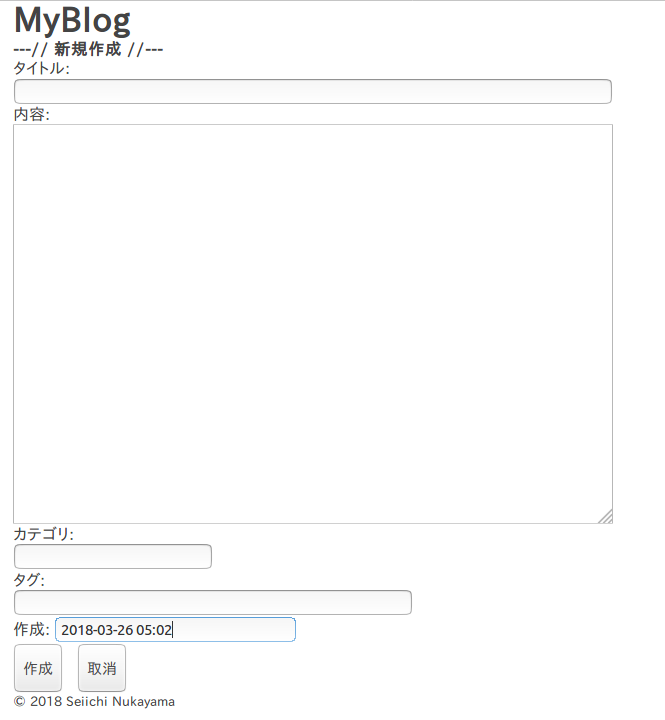 MyBlog
---// 新規作成 //---
タイトル:
内容:
カテゴリ:
タグ:
作成: 2018-03-26 05:02
作成 取消
© 2018 Seiichi Nukayama